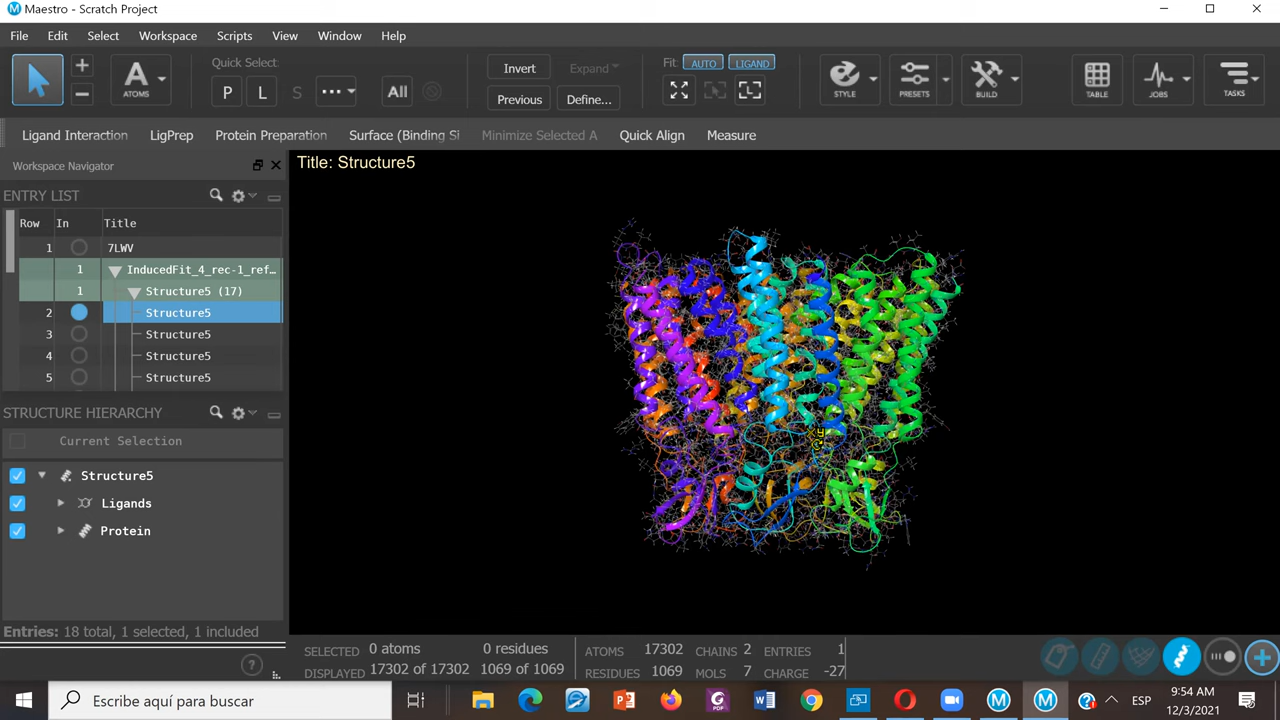 Maestro - Scratch Project
File Edit Select Workspace Scripts View Window Help
Quick Select Invert Expand Fit: AUTO LIGAND
ATOMS P L S ... All Previous Define... STYLE PRESETS BUILD TABLE JOBS TASKS
Ligand Interaction LigPrep Protein Preparation Surface (Binding Si Minimize Selected A Quick Align Measure
Workspace Navigator
Title: Structure5
ENTRY LIST
Row In Title
1 7LWV
1 InducedFit_4_rec-1_ref...
1 Structure5 (17)
2 Structure5
3 Structure5
4 Structure5
5 Structure5
STRUCTURE HIERARCHY
Current Selection
Structure5
Ligands
Protein
Entries: 18 total, 1 selected, 1 included
SELECTED 0 atoms 0 residues ATOMS 17302 CHAINS 2 ENTRIES 1
DISPLAYED 17302 of 17302 1069 of 1069 RESIDUES 1069 MOLS 7 CHARGE -27
Escribe aquí para buscar
ESP
9:54 AM
12/3/2021